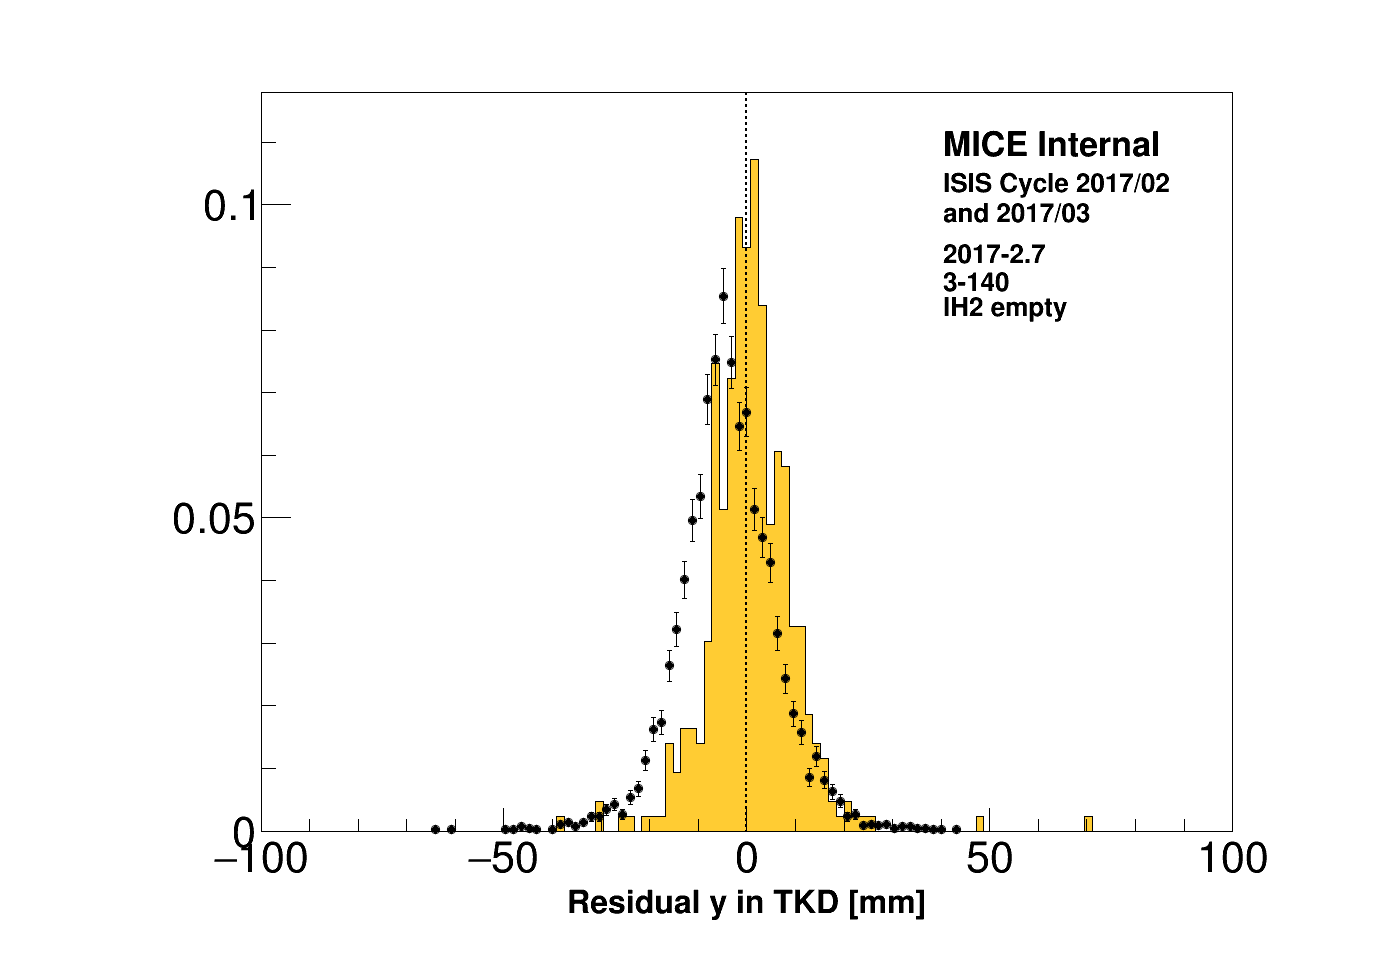 MICE Internal
ISIS Cycle 2017/02
and 2017/03
2017-2.7
3-140
lH2 empty
0.1
0.05
0
−100 −50 0 50 100
Residual y in TKD [mm]